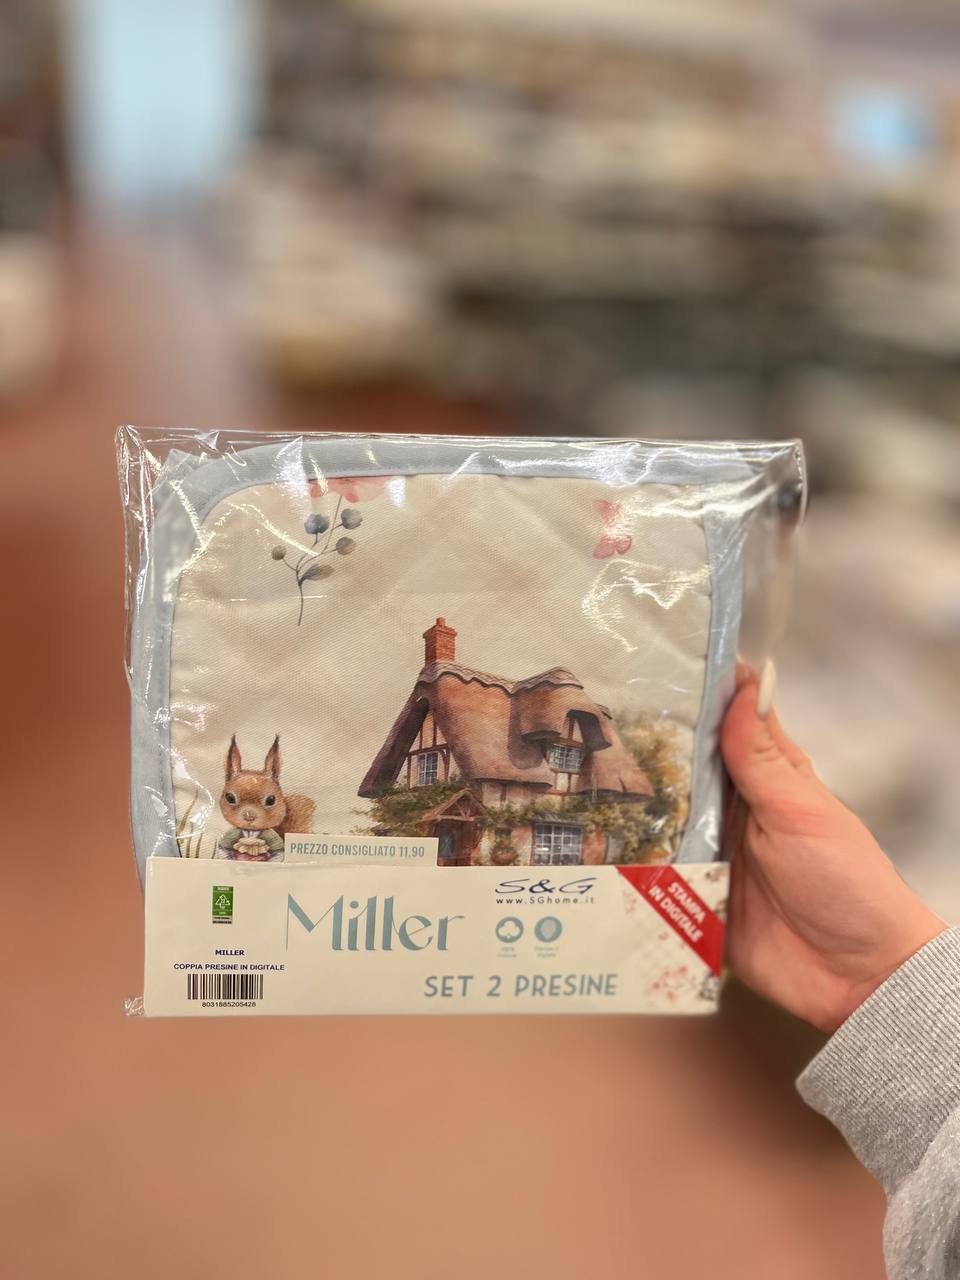 PREZZO CONSIGLIATO 11,90
Miller
S&G
www.SGhome.it
STAMPA
IN DIGITALE
MILLER
COPPIA PRESINE IN DIGITALE
8031885205428
SET 2 PRESINE